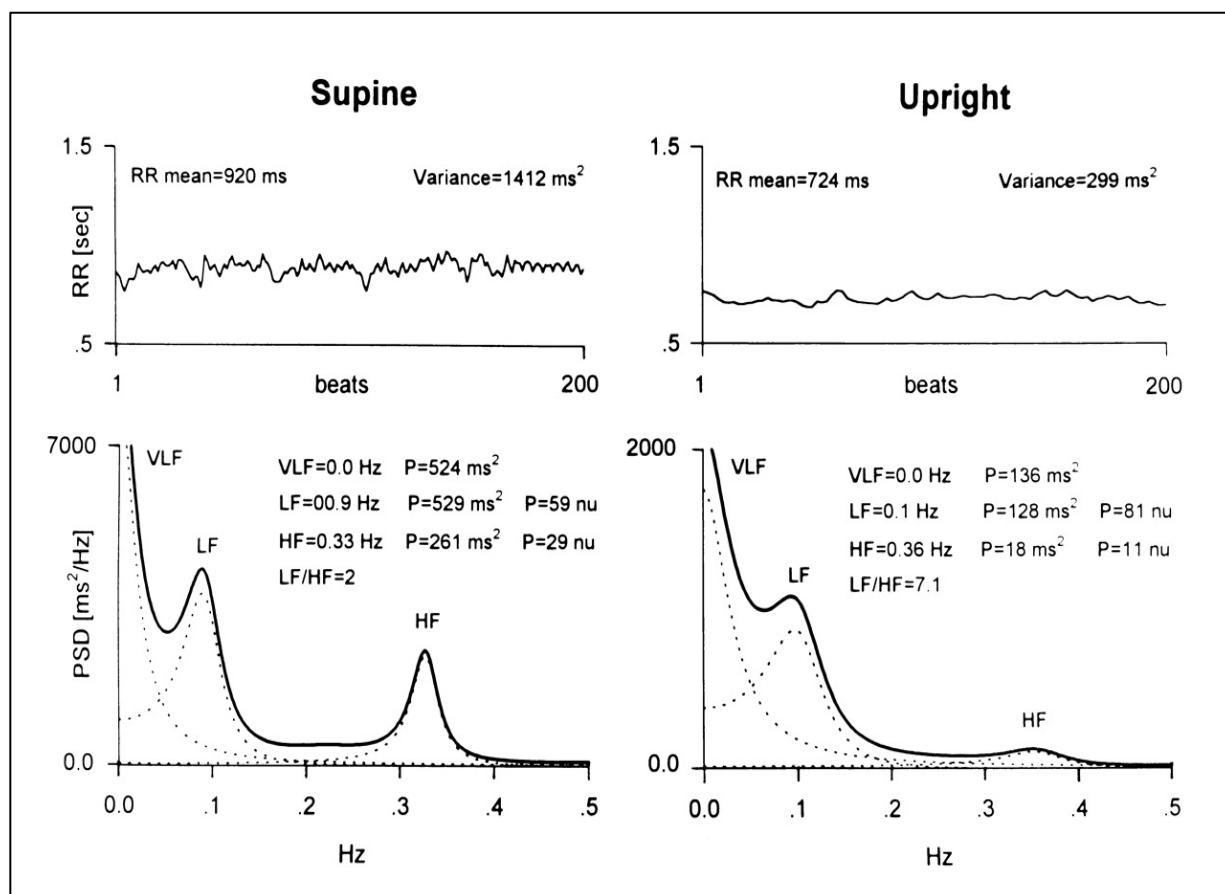 Supine
1.5
RR mean=920 ms Variance=1412 ms²
RR [sec]
.5
1 beats 200
7000
VLF
VLF=0.0 Hz P=524 ms²
LF=00.9 Hz P=529 ms² P=59 nu
HF=0.33 Hz P=261 ms² P=29 nu
LF/HF=2
LF
HF
PSD [ms²/Hz]
0.0
0.0 .1 .2 .3 .4 .5
Hz
Upright
1.5
RR mean=724 ms Variance=299 ms²
.5
1 beats 200
2000
VLF
VLF=0.0 Hz P=136 ms²
LF=0.1 Hz P=128 ms² P=81 nu
HF=0.36 Hz P=18 ms² P=11 nu
LF/HF=7.1
LF
HF
0.0
0.0 .1 .2 .3 .4 .5
Hz